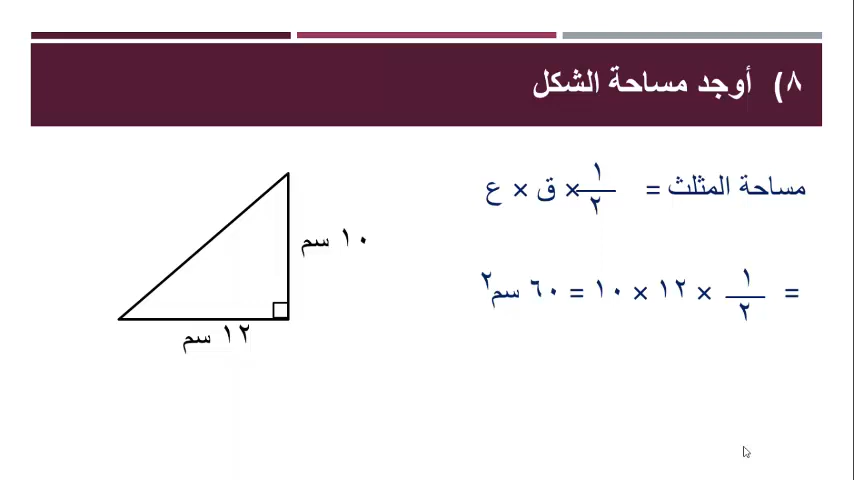 ٨) أوجد مساحة الشكل
مساحة المثلث = ١/٢ × ق × ع
= ١/٢ × ١٢ × ١٠ = ٦٠ سم٢
١٠ سم
١٢ سم